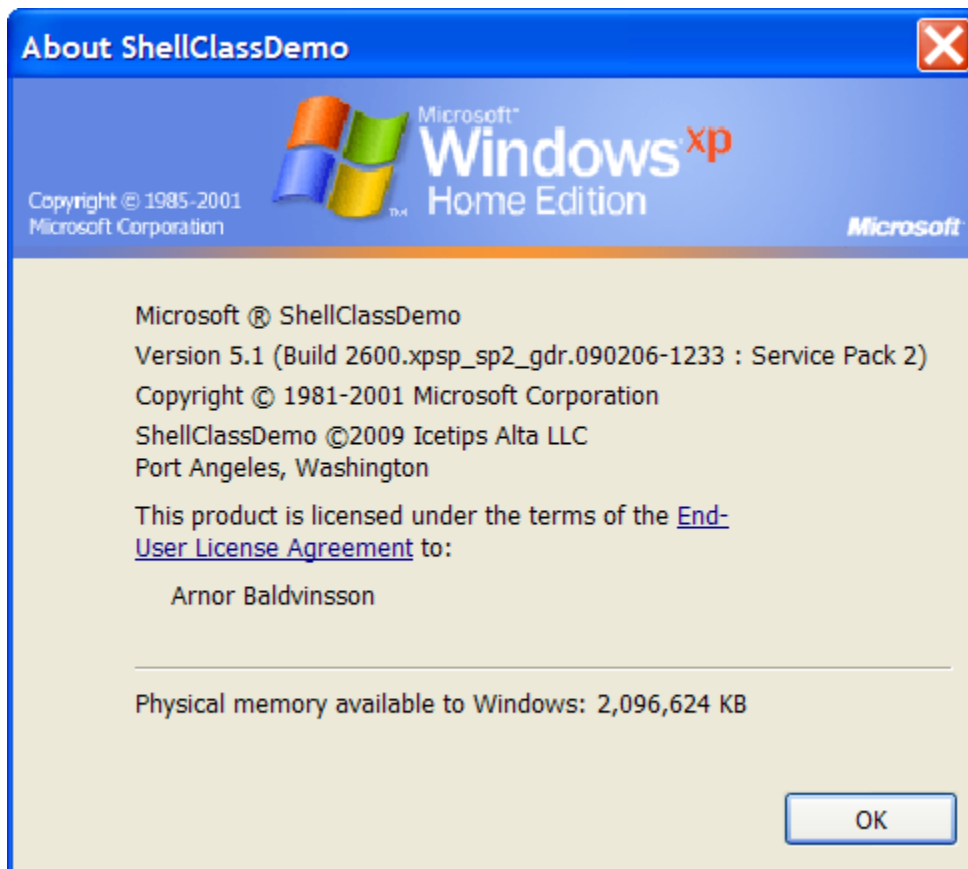 About ShellClassDemo
Microsoft™
Windows xp
Home Edition
TM
Copyright © 1985-2001
Microsoft Corporation
Microsoft
Microsoft ® ShellClassDemo
Version 5.1 (Build 2600.xpsp_sp2_gdr.090206-1233 : Service Pack 2)
Copyright © 1981-2001 Microsoft Corporation
ShellClassDemo ©2009 Icetips Alta LLC
Port Angeles, Washington
This product is licensed under the terms of the End-
User License Agreement to:
Arnor Baldvinsson
Physical memory available to Windows: 2,096,624 KB
OK